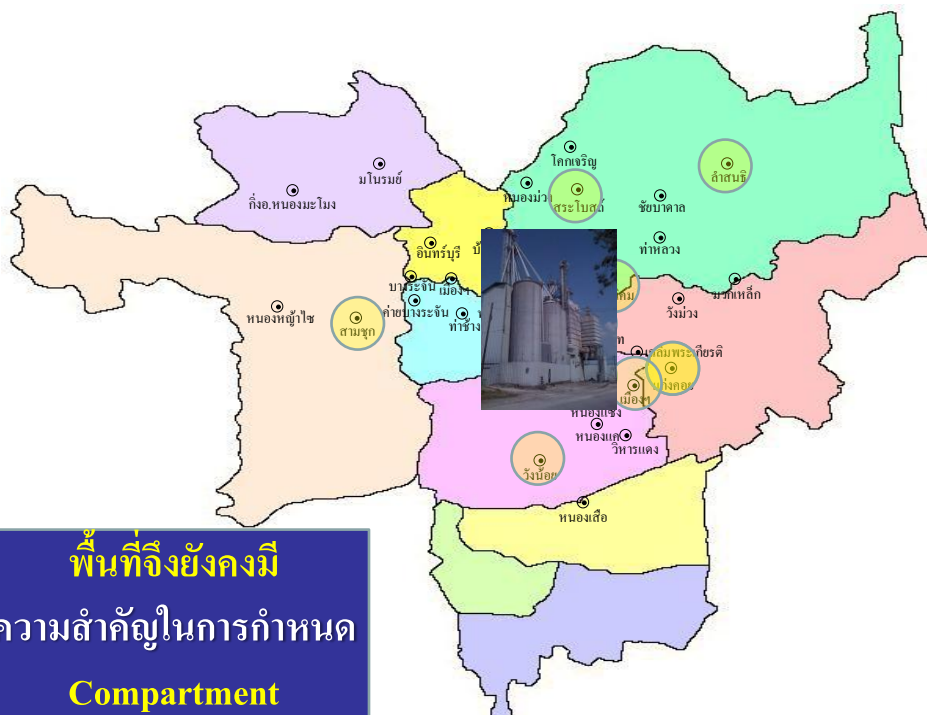 โคกเจริญ
มโนรมย์
ลำสนธิ
กิ่งอ.หนองมะโมง
หนองม่วง
สระโบสถ์
ชัยบาดาล
อินทร์บุรี
ท่าหลวง
บางระจัน
เมืองฯ
มวกเหล็ก
หนองหญ้าไซ
ค่ายบางระจัน
วังม่วง
สามชุก
ท่าช้าง
เฉลิมพระเกียรติ
แก่งคอย
เมืองฯ
หนองแซง
หนองแค
วิหารแดง
วังน้อย
หนองเสือ
พื้นที่จึงยังคงมี
ความสำคัญในการกำหนด
Compartment